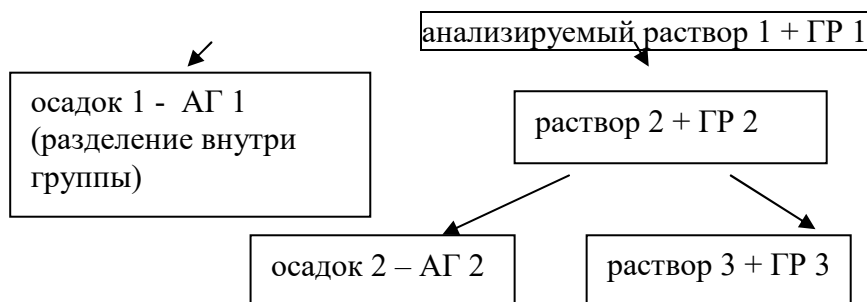 анализируемый раствор 1 + ГР 1
осадок 1 - АГ 1
(разделение внутри
группы)
раствор 2 + ГР 2
осадок 2 – АГ 2
раствор 3 + ГР 3